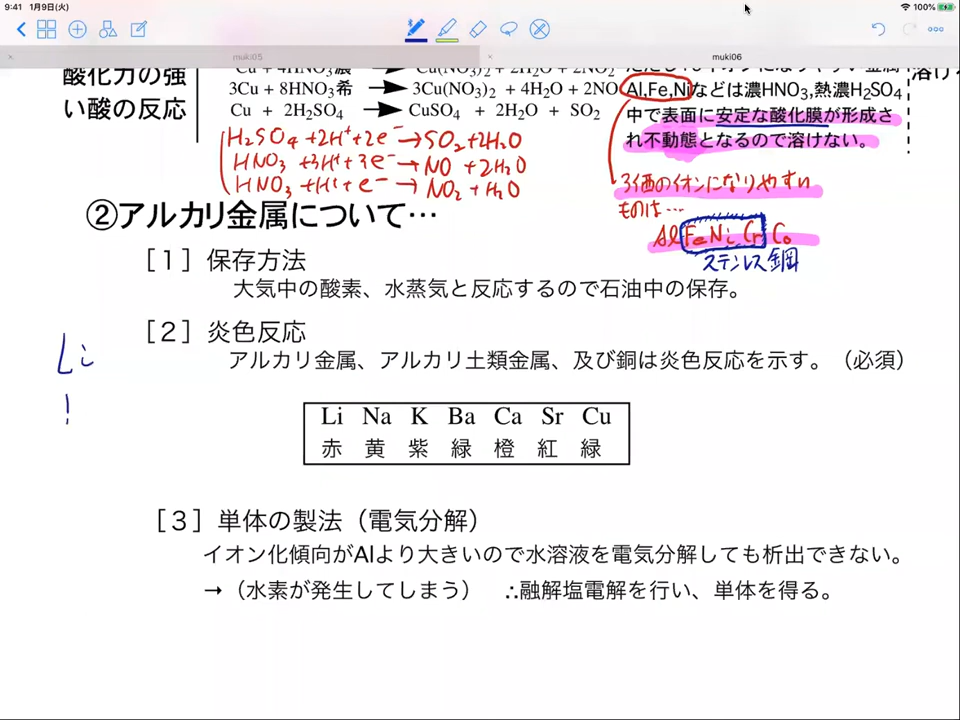 9:41 1月9日(火) 100%
muki05 muki06
酸化力の強
い酸の反応
3Cu + 8HNO3希 → 3Cu(NO3)2 + 4H2O + 2NO
Cu + 2H2SO4 → CuSO4 + 2H2O + SO2
Al,Fe,Niなどは濃HNO3,熱濃H2SO4
中で表面に安定な酸化膜が形成さ
れ不動態となるので溶けない。
H2SO4 +2H+ +2e- → SO2+2H2O
HNO3 +3H+ +3e- → NO +2H2O
HNO3 +H+ +e- → NO2 +H2O
3価のイオンになりやすい
ものは…
Al Fe Ni Cr Co
ステンレス鋼
②アルカリ金属について…
[1]保存方法
大気中の酸素、水蒸気と反応するので石油中の保存。
[2]炎色反応
アルカリ金属、アルカリ土類金属、及び銅は炎色反応を示す。(必須)
Li
Li Na K Ba Ca Sr Cu
赤 黄 紫 緑 橙 紅 緑
[3]単体の製法(電気分解)
イオン化傾向がAlより大きいので水溶液を電気分解しても析出できない。
→(水素が発生してしまう) ∴融解塩電解を行い、単体を得る。